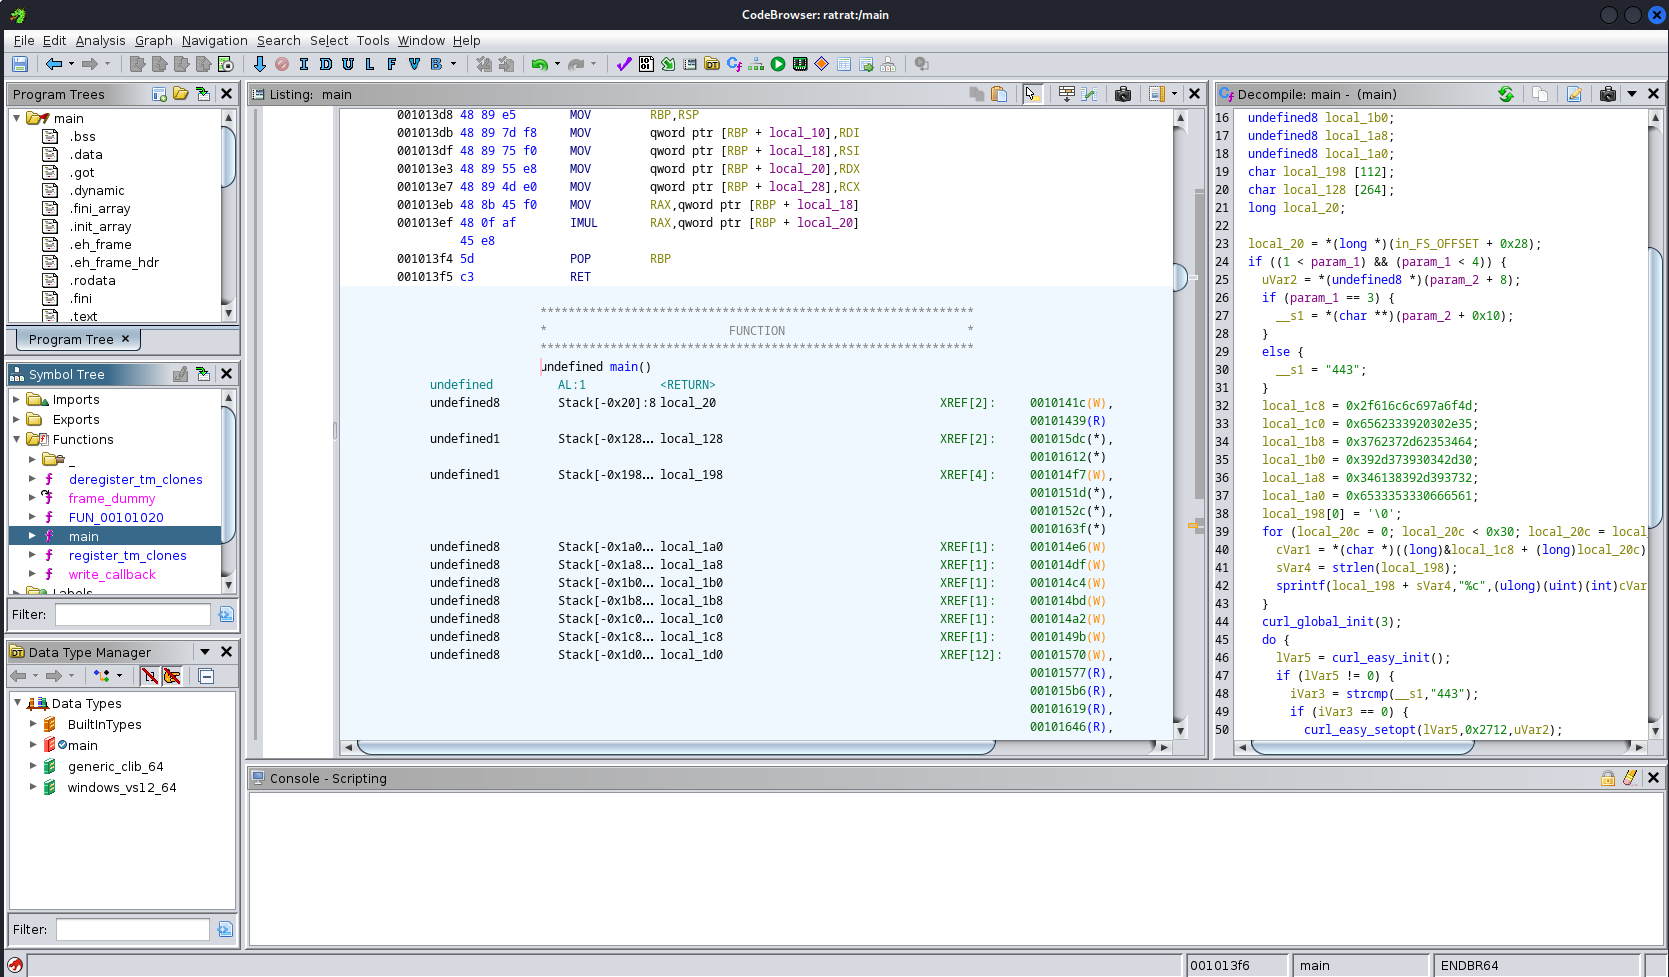 CodeBrowser: ratrat:/main
File Edit Analysis Graph Navigation Search Select Tools Window Help
I D U L F V B
Program Trees
main
.bss
.data
.got
.dynamic
.fini_array
.init_array
.eh_frame
.eh_frame_hdr
.rodata
.fini
.text
Program Tree ×
Symbol Tree
Imports
Exports
Functions
_
deregister_tm_clones
frame_dummy
FUN_00101020
main
register_tm_clones
write_callback
Labels
Filter:
Data Type Manager
Data Types
BuiltInTypes
main
generic_clib_64
windows_vs12_64
Filter:
Listing: main
001013d8 48 89 e5 MOV RBP,RSP
001013db 48 89 7d f8 MOV qword ptr [RBP + local_10],RDI
001013df 48 89 75 f0 MOV qword ptr [RBP + local_18],RSI
001013e3 48 89 55 e8 MOV qword ptr [RBP + local_20],RDX
001013e7 48 89 4d e0 MOV qword ptr [RBP + local_28],RCX
001013eb 48 8b 45 f0 MOV RAX,qword ptr [RBP + local_18]
001013ef 48 0f af IMUL RAX,qword ptr [RBP + local_20]
45 e8
001013f4 5d POP RBP
001013f5 c3 RET
**************************************************************
* FUNCTION *
**************************************************************
undefined main()
undefined AL:1 <RETURN>
undefined8 Stack[-0x20]:8 local_20 XREF[2]: 0010141c(W),
00101439(R)
undefined1 Stack[-0x128... local_128 XREF[2]: 001015dc(*),
00101612(*)
undefined1 Stack[-0x198... local_198 XREF[4]: 001014f7(W),
0010151d(*),
0010152c(*),
0010163f(*)
undefined8 Stack[-0x1a0... local_1a0 XREF[1]: 001014e6(W)
undefined8 Stack[-0x1a8... local_1a8 XREF[1]: 001014df(W)
undefined8 Stack[-0x1b0... local_1b0 XREF[1]: 001014c4(W)
undefined8 Stack[-0x1b8... local_1b8 XREF[1]: 001014bd(W)
undefined8 Stack[-0x1c0... local_1c0 XREF[1]: 001014a2(W)
undefined8 Stack[-0x1c8... local_1c8 XREF[1]: 0010149b(W)
undefined8 Stack[-0x1d0... local_1d0 XREF[12]: 00101570(W),
00101577(R),
001015b6(R),
00101619(R),
00101646(R),
Decompile: main - (main)
16 undefined8 local_1b0;
17 undefined8 local_1a8;
18 undefined8 local_1a0;
19 char local_198 [112];
20 char local_128 [264];
21 long local_20;
22
23 local_20 = *(long *)(in_FS_OFFSET + 0x28);
24 if ((1 < param_1) && (param_1 < 4)) {
25 uVar2 = *(undefined8 *)(param_2 + 8);
26 if (param_1 == 3) {
27 __s1 = *(char **)(param_2 + 0x10);
28 }
29 else {
30 __s1 = "443";
31 }
32 local_1c8 = 0x2f616c6c697a6f4d;
33 local_1c0 = 0x6562333920302e35;
34 local_1b8 = 0x3762372d62353464;
35 local_1b0 = 0x392d373930342d30;
36 local_1a8 = 0x346138392d393732;
37 local_1a0 = 0x6533353330666561;
38 local_198[0] = '\0';
39 for (local_20c = 0; local_20c < 0x30; local_20c = local_
40 cVar1 = *(char *)((long)&local_1c8 + (long)local_20c)
41 sVar4 = strlen(local_198);
42 sprintf(local_198 + sVar4,"%c",(ulong)(uint)(int)cVar
43 }
44 curl_global_init(3);
45 do {
46 lVar5 = curl_easy_init();
47 if (lVar5 != 0) {
48 iVar3 = strcmp(__s1,"443");
49 if (iVar3 == 0) {
50 curl_easy_setopt(lVar5,0x2712,uVar2);
Console - Scripting
001013f6 main ENDBR64